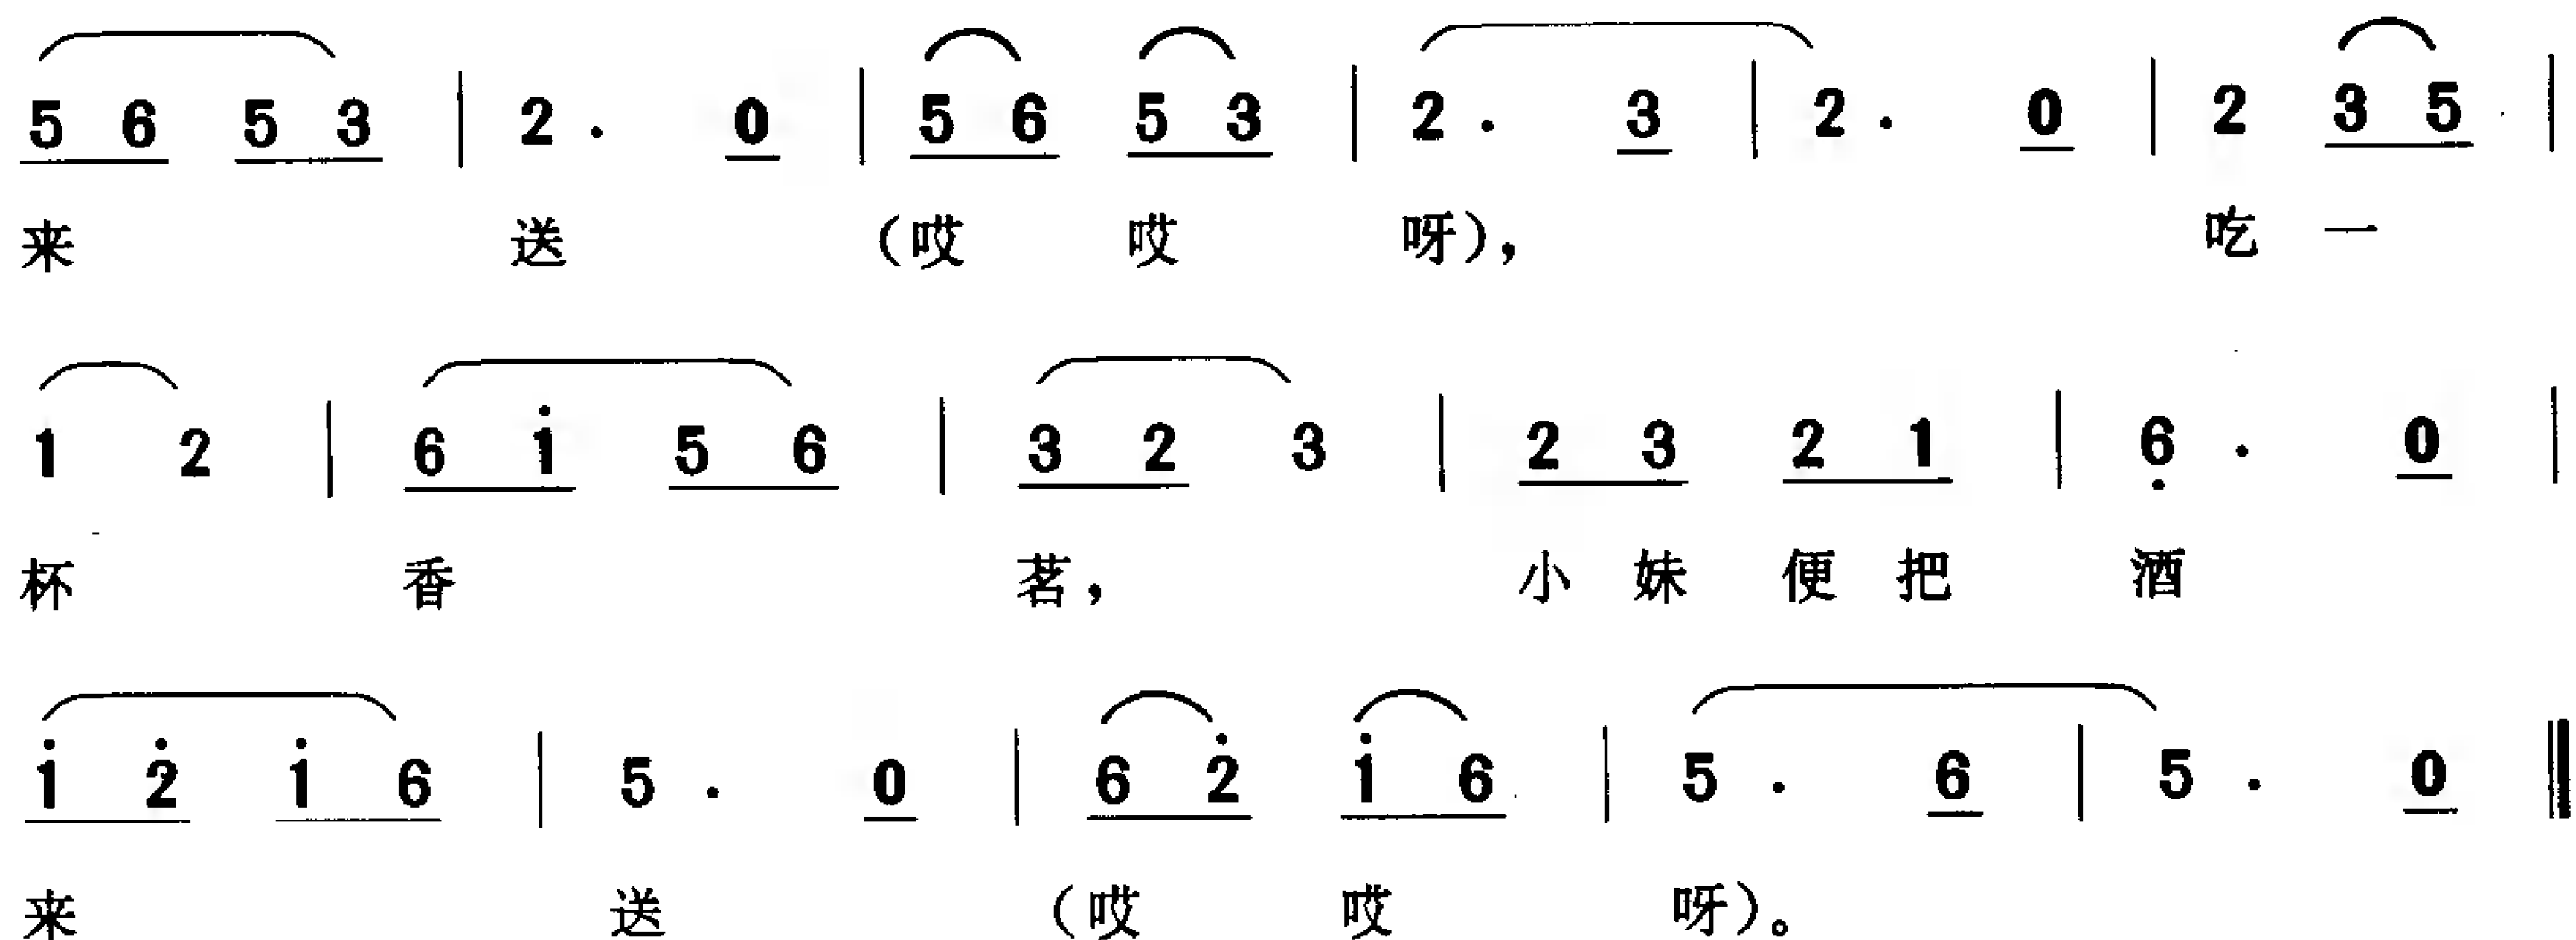 5 6 5 3 | 2 . 0 | 5 6 5 3 | 2 . 3 | 2 . 0 | 2 3 5 |
来 送 (哎 哎 呀), 吃 一
1 2 | 6 i 5 6 | 3 2 3 | 2 3 2 1 | 6̣ . 0 |
杯 香 茗, 小 妹 便 把 酒
i 2̇ i 6 | 5 . 0 | 6 2̇ i 6 | 5 . 6 | 5 . 0 ‖
来 送 (哎 哎 呀)。